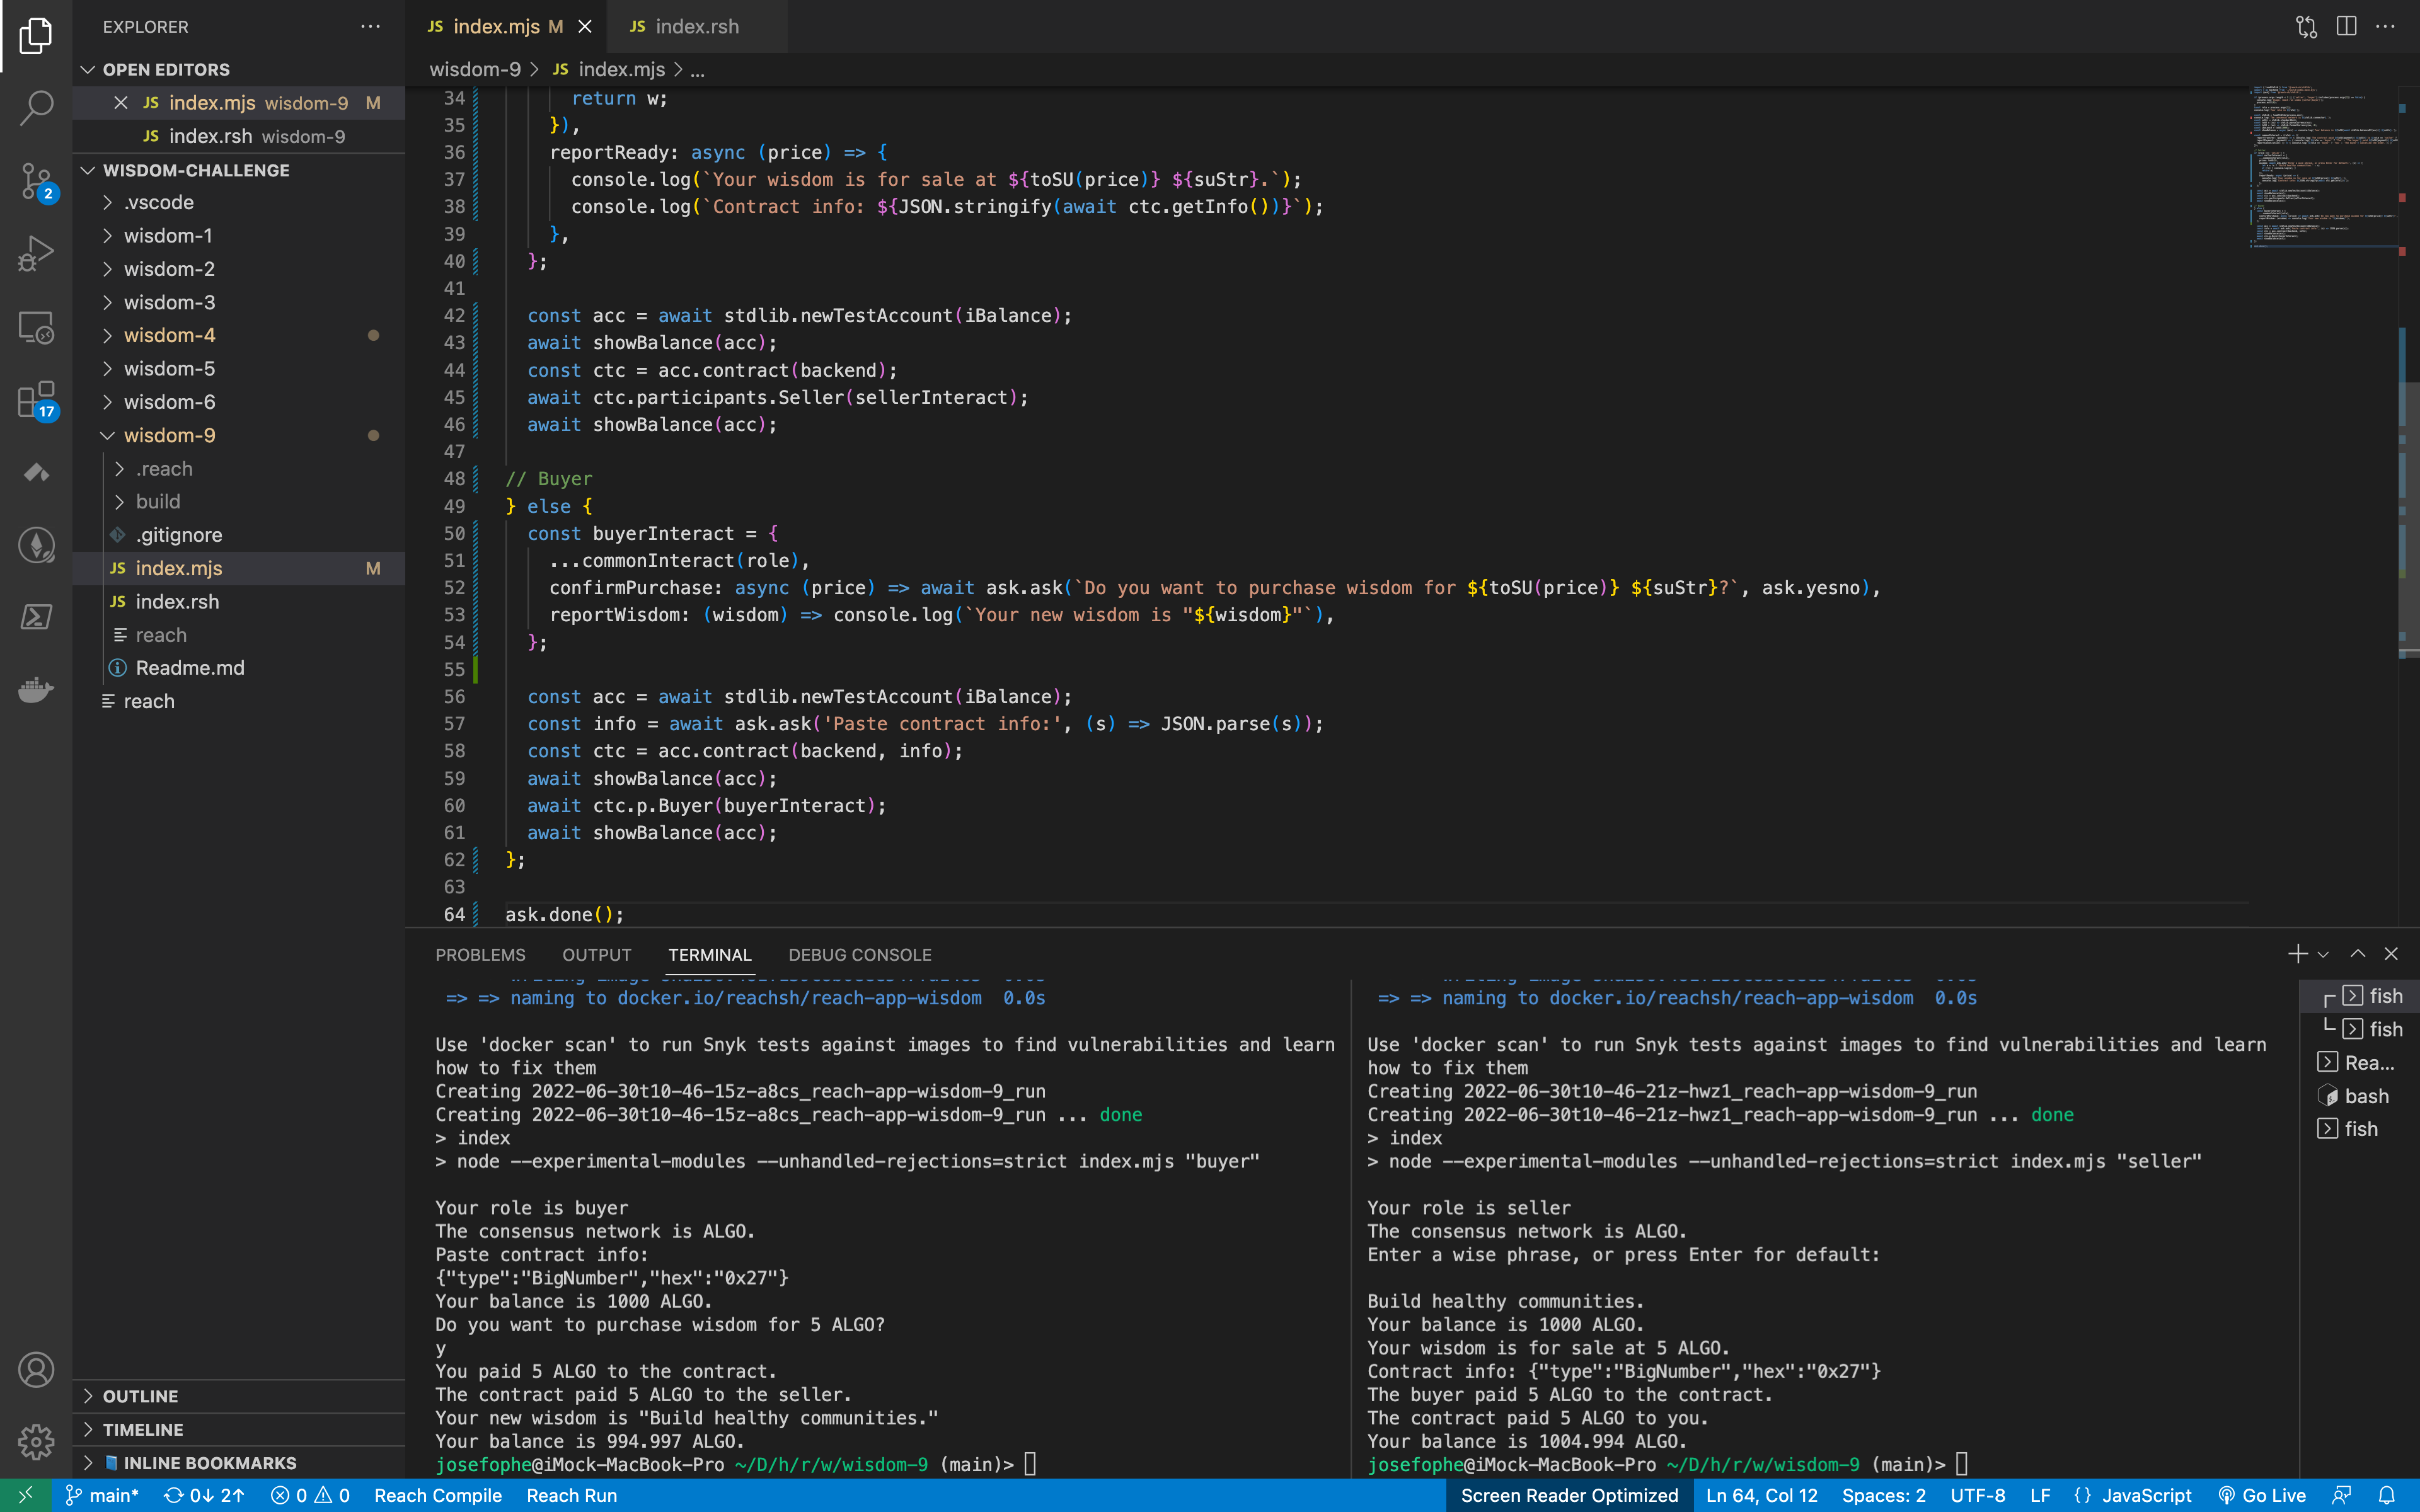 EXPLORER
OPEN EDITORS
JS index.mjs wisdom-9 M
JS index.rsh wisdom-9
WISDOM-CHALLENGE
.vscode
wisdom-1
wisdom-2
wisdom-3
wisdom-4
wisdom-5
wisdom-6
wisdom-9
.reach
build
.gitignore
JS index.mjs M
JS index.rsh
reach
Readme.md
reach
OUTLINE
TIMELINE
INLINE BOOKMARKS
2
17
JS index.mjs M
JS index.rsh
wisdom-9 > JS index.mjs > ...
34 return w;
35 }),
36 reportReady: async (price) => {
37 console.log(`Your wisdom is for sale at ${toSU(price)} ${suStr}.`);
38 console.log(`Contract info: ${JSON.stringify(await ctc.getInfo())}`);
39 },
40 };
41
42 const acc = await stdlib.newTestAccount(iBalance);
43 await showBalance(acc);
44 const ctc = acc.contract(backend);
45 await ctc.participants.Seller(sellerInteract);
46 await showBalance(acc);
47
48 // Buyer
49 } else {
50 const buyerInteract = {
51 ...commonInteract(role),
52 confirmPurchase: async (price) => await ask.ask(`Do you want to purchase wisdom for ${toSU(price)} ${suStr}?`, ask.yesno),
53 reportWisdom: (wisdom) => console.log(`Your new wisdom is "${wisdom}"`),
54 };
55
56 const acc = await stdlib.newTestAccount(iBalance);
57 const info = await ask.ask('Paste contract info:', (s) => JSON.parse(s));
58 const ctc = acc.contract(backend, info);
59 await showBalance(acc);
60 await ctc.p.Buyer(buyerInteract);
61 await showBalance(acc);
62 };
63
64 ask.done();
PROBLEMS OUTPUT TERMINAL DEBUG CONSOLE
=> => naming to docker.io/reachsh/reach-app-wisdom 0.0s
Use 'docker scan' to run Snyk tests against images to find vulnerabilities and learn
how to fix them
Creating 2022-06-30t10-46-15z-a8cs_reach-app-wisdom-9_run
Creating 2022-06-30t10-46-15z-a8cs_reach-app-wisdom-9_run ... done
> index
> node --experimental-modules --unhandled-rejections=strict index.mjs "buyer"
Your role is buyer
The consensus network is ALGO.
Paste contract info:
{"type":"BigNumber","hex":"0x27"}
Your balance is 1000 ALGO.
Do you want to purchase wisdom for 5 ALGO?
y
You paid 5 ALGO to the contract.
The contract paid 5 ALGO to the seller.
Your new wisdom is "Build healthy communities."
Your balance is 994.997 ALGO.
josefophe@iMock-MacBook-Pro ~/D/h/r/w/wisdom-9 (main)>
=> => naming to docker.io/reachsh/reach-app-wisdom 0.0s
Use 'docker scan' to run Snyk tests against images to find vulnerabilities and learn
how to fix them
Creating 2022-06-30t10-46-21z-hwz1_reach-app-wisdom-9_run
Creating 2022-06-30t10-46-21z-hwz1_reach-app-wisdom-9_run ... done
> index
> node --experimental-modules --unhandled-rejections=strict index.mjs "seller"
Your role is seller
The consensus network is ALGO.
Enter a wise phrase, or press Enter for default:
Build healthy communities.
Your balance is 1000 ALGO.
Your wisdom is for sale at 5 ALGO.
Contract info: {"type":"BigNumber","hex":"0x27"}
The buyer paid 5 ALGO to the contract.
The contract paid 5 ALGO to you.
Your balance is 1004.994 ALGO.
josefophe@iMock-MacBook-Pro ~/D/h/r/w/wisdom-9 (main)>
fish
fish
Rea...
bash
fish
main* 0↓ 2↑ 0 0 Reach Compile Reach Run Screen Reader Optimized Ln 64, Col 12 Spaces: 2 UTF-8 LF {} JavaScript Go Live